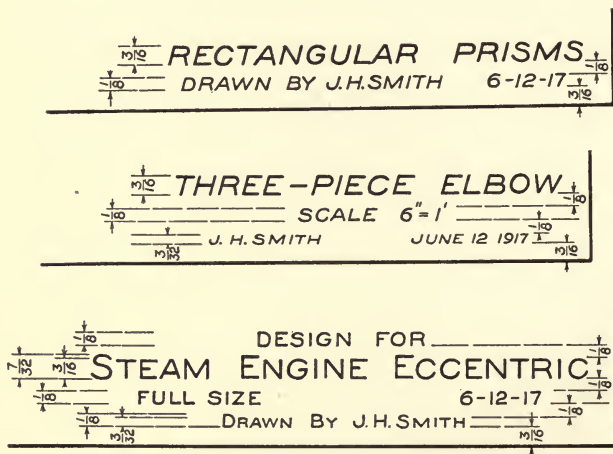 3/16 RECTANGULAR PRISMS 1/8
1/8 DRAWN BY J.H.SMITH 6-12-17 3/16
3/16 THREE-PIECE ELBOW 1/8
1/8 SCALE 6"=1' 1/8
3/32 J. H. SMITH JUNE 12 1917 3/16
1/8 DESIGN FOR 1/8
7/32 3/16 STEAM ENGINE ECCENTRIC 1/8
1/8 FULL SIZE 6-12-17 1/8
1/8 3/32 DRAWN BY J.H.SMITH 3/16